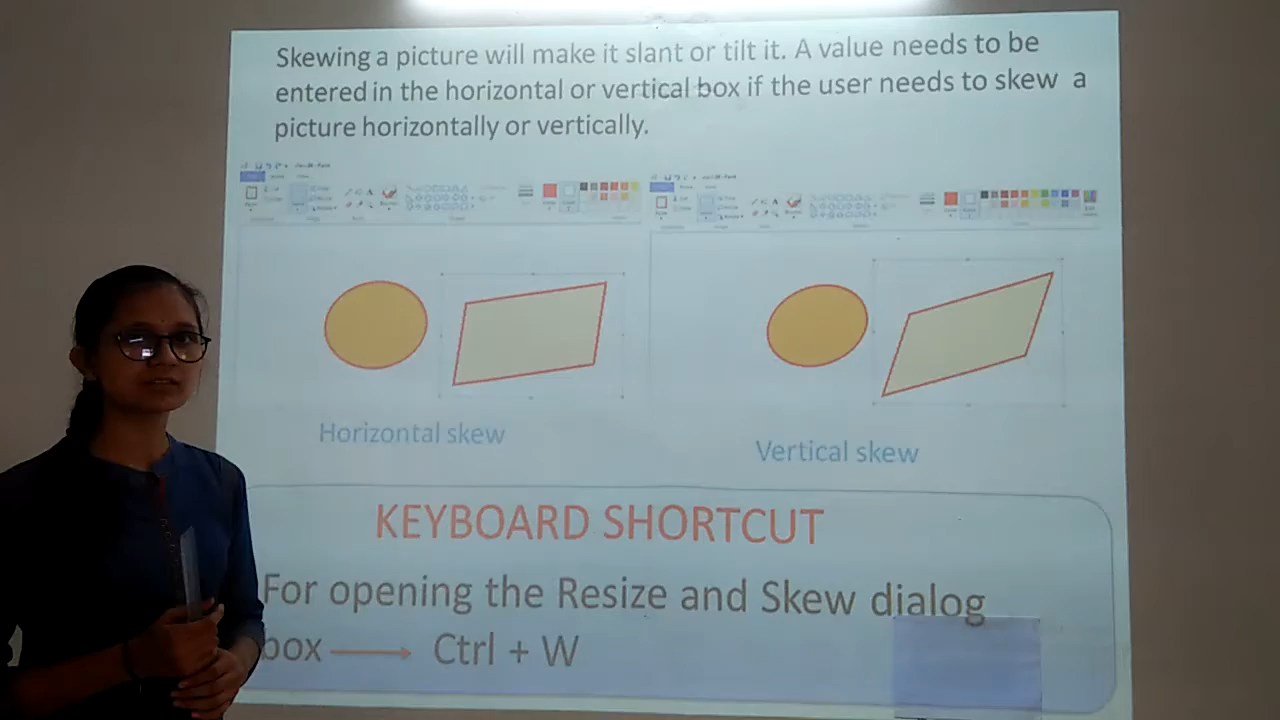 Skewing a picture will make it slant or tilt it. A value needs to be
entered in the horizontal or vertical box if the user needs to skew a
picture horizontally or vertically.
Horizontal skew
Vertical skew
KEYBOARD SHORTCUT
For opening the Resize and Skew dialog
box → Ctrl + W